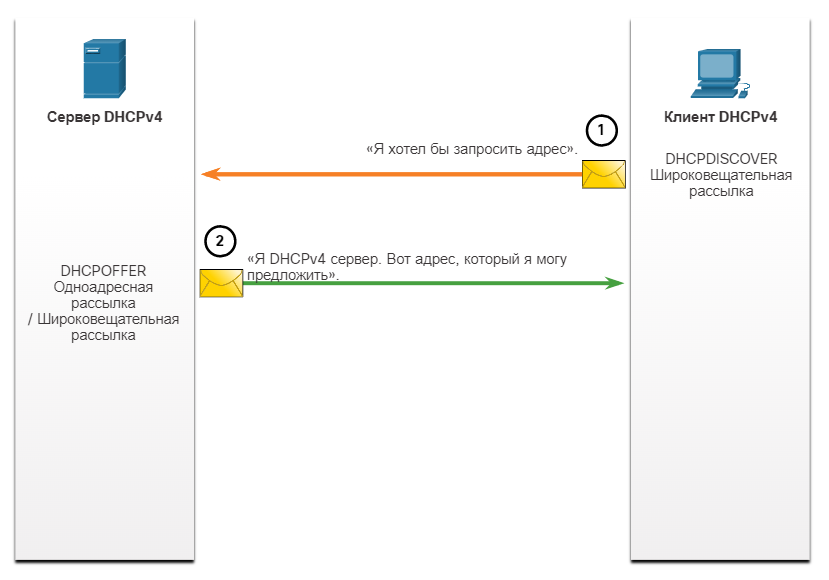 Сервер DHCPv4
Клиент DHCPv4
1
«Я хотел бы запросить адрес».
DHCPDISCOVER
Широковещательная
рассылка
2
«Я DHCPv4 сервер. Вот адрес, который я могу
предложить».
DHCPOFFER
Одноадресная
рассылка
/ Широковещательная
рассылка